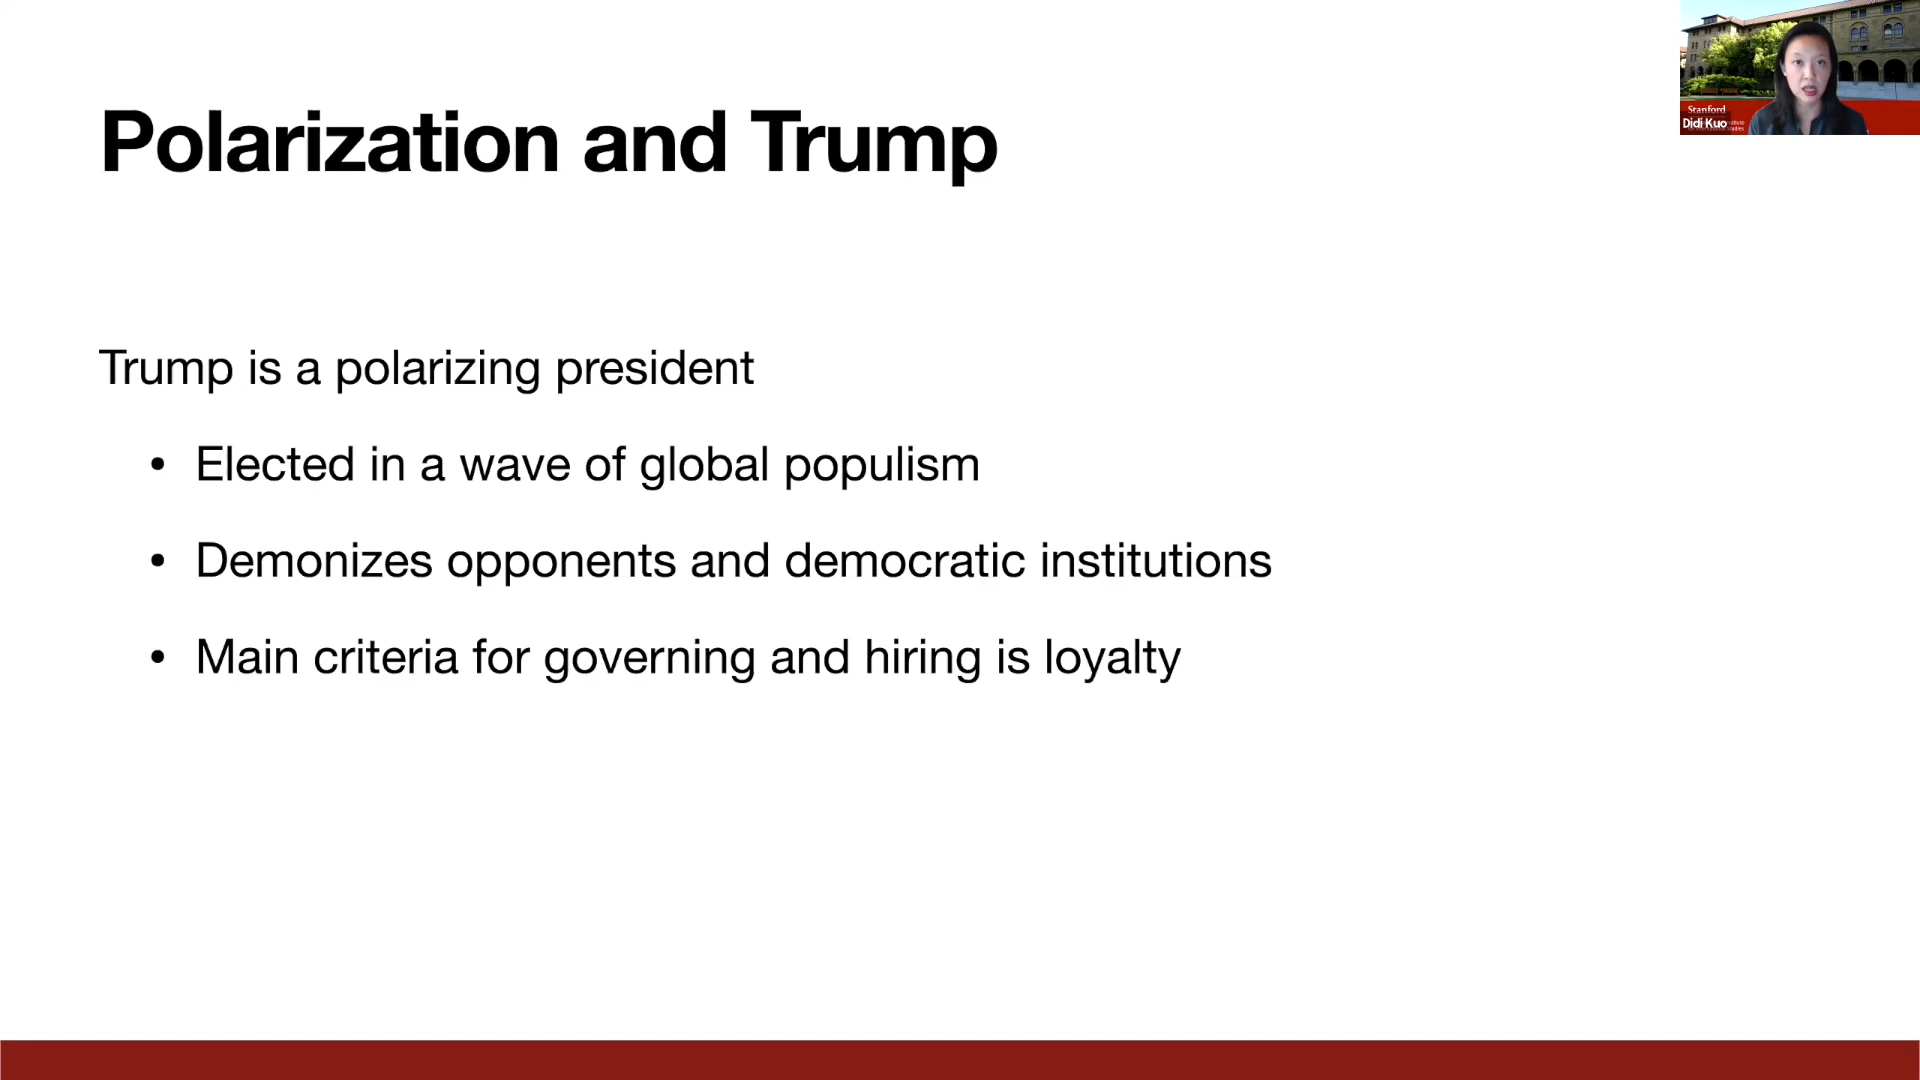 Polarization and Trump
Trump is a polarizing president
• Elected in a wave of global populism
• Demonizes opponents and democratic institutions
• Main criteria for governing and hiring is loyalty
Stanford
Didi Kuo